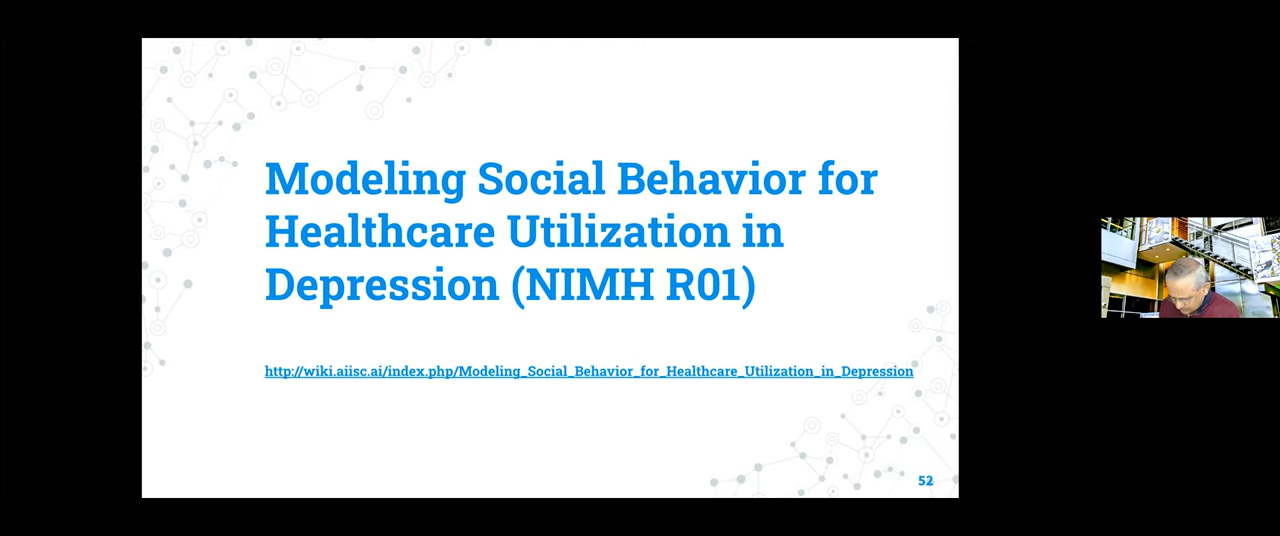 Modeling Social Behavior for
Healthcare Utilization in
Depression (NIMH R01)
http://wiki.aiisc.ai/index.php/Modeling_Social_Behavior_for_Healthcare_Utilization_in_Depression
52